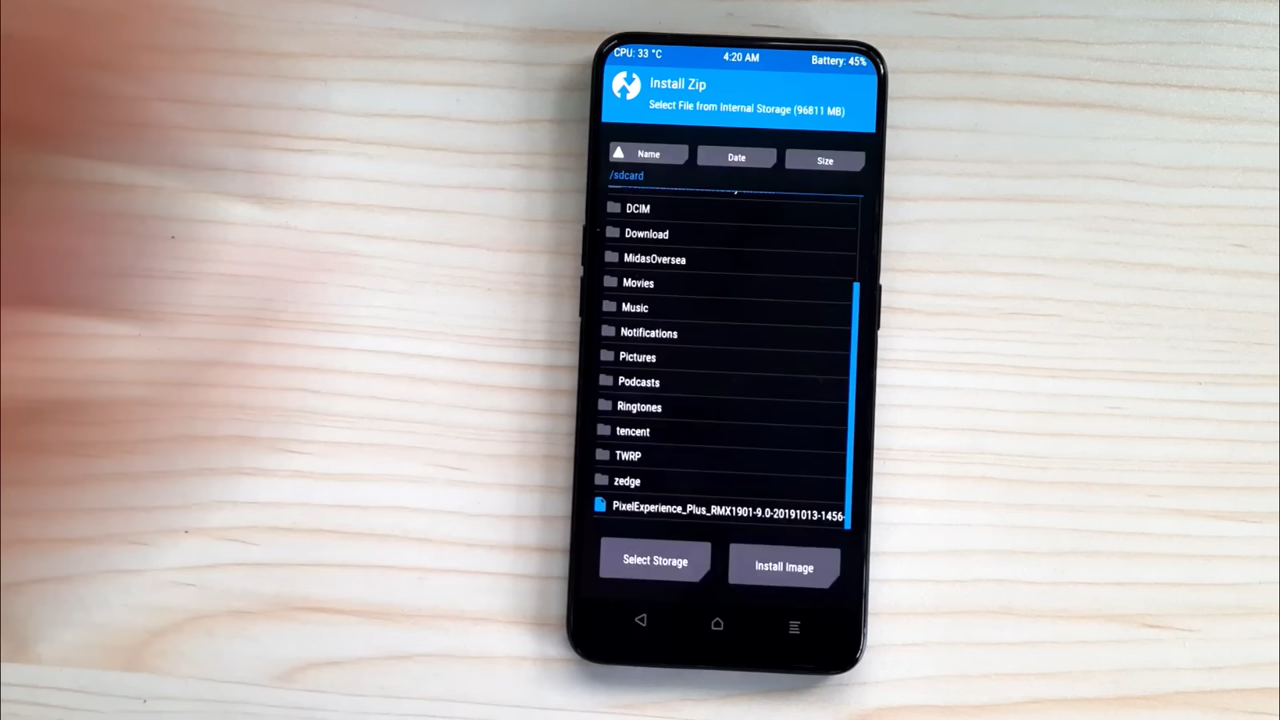 CPU: 33 °C 4:20 AM Battery: 45%
Install Zip
Select File from Internal Storage (96811 MB)
Name Date Size
/sdcard
DCIM
Download
MidasOversea
Movies
Music
Notifications
Pictures
Podcasts
Ringtones
tencent
TWRP
zedge
PixelExperience_Plus_RMX1901-9.0-20191013-1456-
Select Storage Install Image